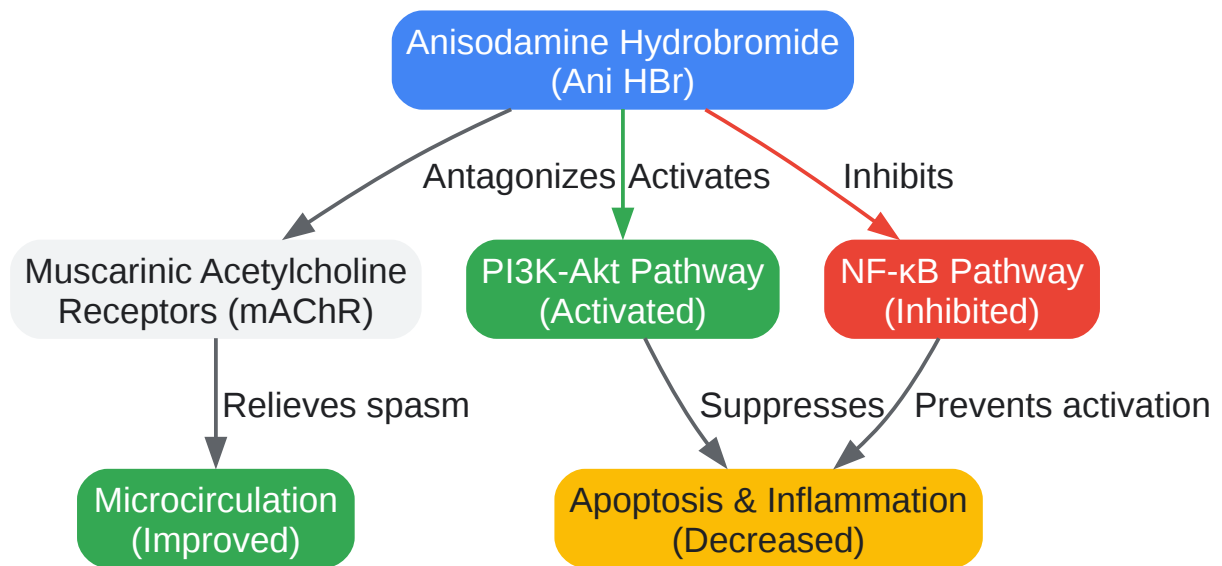 Anisodamine Hydrobromide
(Ani HBr)
Antagonizes
Activates
Inhibits
Muscarinic Acetylcholine
Receptors (mAChR)
PI3K-Akt Pathway
(Activated)
NF-κB Pathway
(Inhibited)
Relieves spasm
Suppresses
Prevents activation
Microcirculation
(Improved)
Apoptosis & Inflammation
(Decreased)